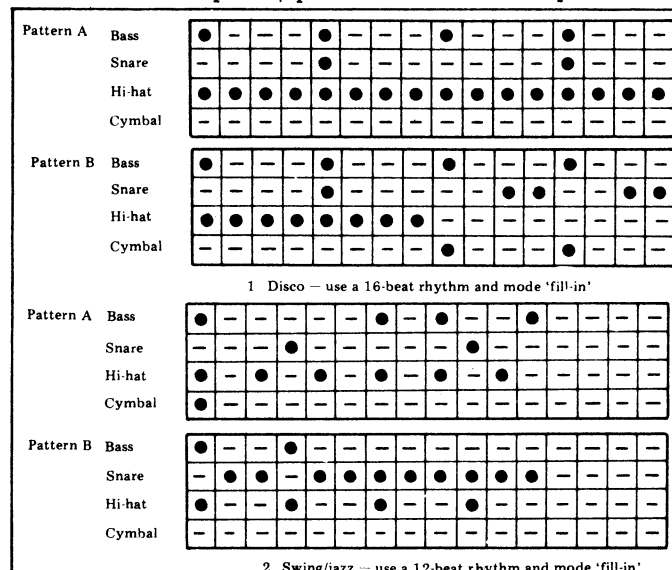 Pattern A Bass
Snare
Hi-hat
Cymbal
Pattern B Bass
Snare
Hi-hat
Cymbal
1 Disco — use a 16-beat rhythm and mode 'fill-in'
Pattern A Bass
Snare
Hi-hat
Cymbal
Pattern B Bass
Snare
Hi-hat
Cymbal
2 Swing/jazz — use a 12-beat rhythm and mode 'fill-in'